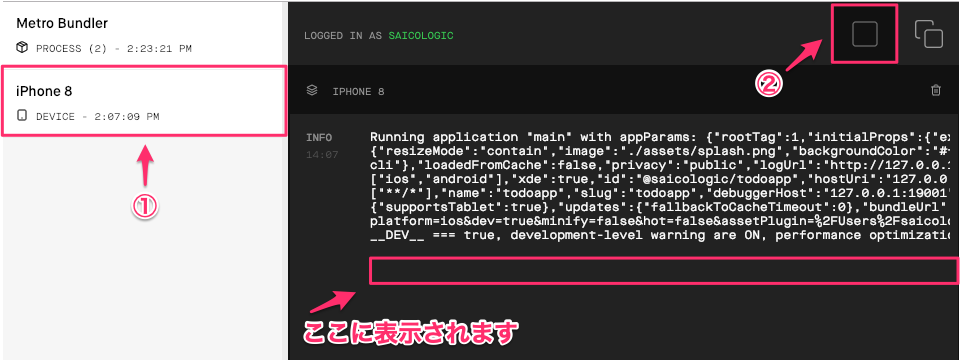 Metro Bundler
PROCESS (2) - 2:23:21 PM
iPhone 8
DEVICE - 2:07:09 PM
①
LOGGED IN AS SAICOLOGIC
②
IPHONE 8
INFO
14:07
Running application "main" with appParams: {"rootTag":1,"initialProps":{"ex
{"resizeMode":"contain","image":"./assets/splash.png","backgroundColor":"#
cli"},"loadedFromCache":false,"privacy":"public","logUrl":"http://127.0.0.1
["ios","android"],"xde":true,"id":"@saicologic/todoapp","hostUri":"127.0.0
["**/*"],"name":"todoapp","slug":"todoapp","debuggerHost":"127.0.0.1:19001"
{"supportsTablet":true},"updates":{"fallbackToCacheTimeout":0},"bundleUrl"
platform=ios&dev=true&minify=false&hot=false&assetPlugin=%2FUsers%2Fsaicolo
__DEV__ === true, development-level warning are ON, performance optimizatio
ここに表示されます